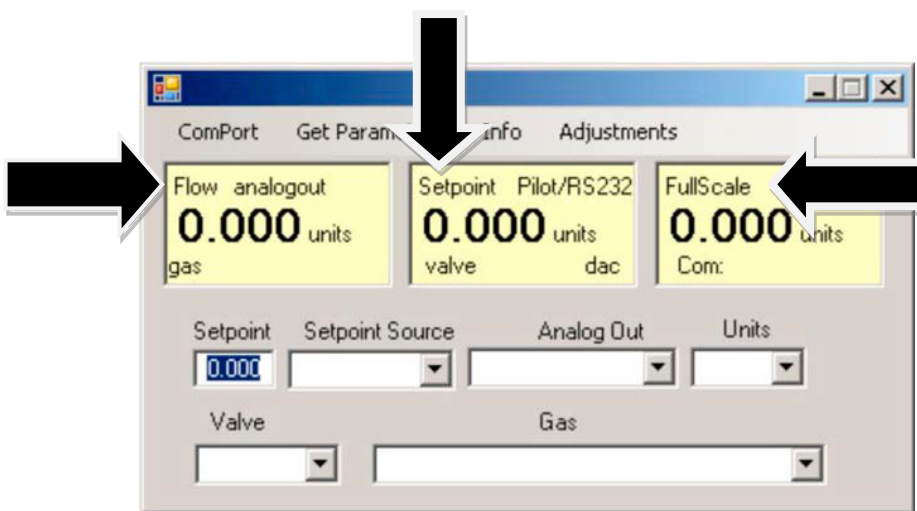 ComPort Get Param Info Adjustments
Flow analogout
0.000 units
gas
Setpoint Pilot/RS232
0.000 units
valve dac
FullScale
0.000 units
Com:
Setpoint Setpoint Source Analog Out Units
0.000
Valve Gas